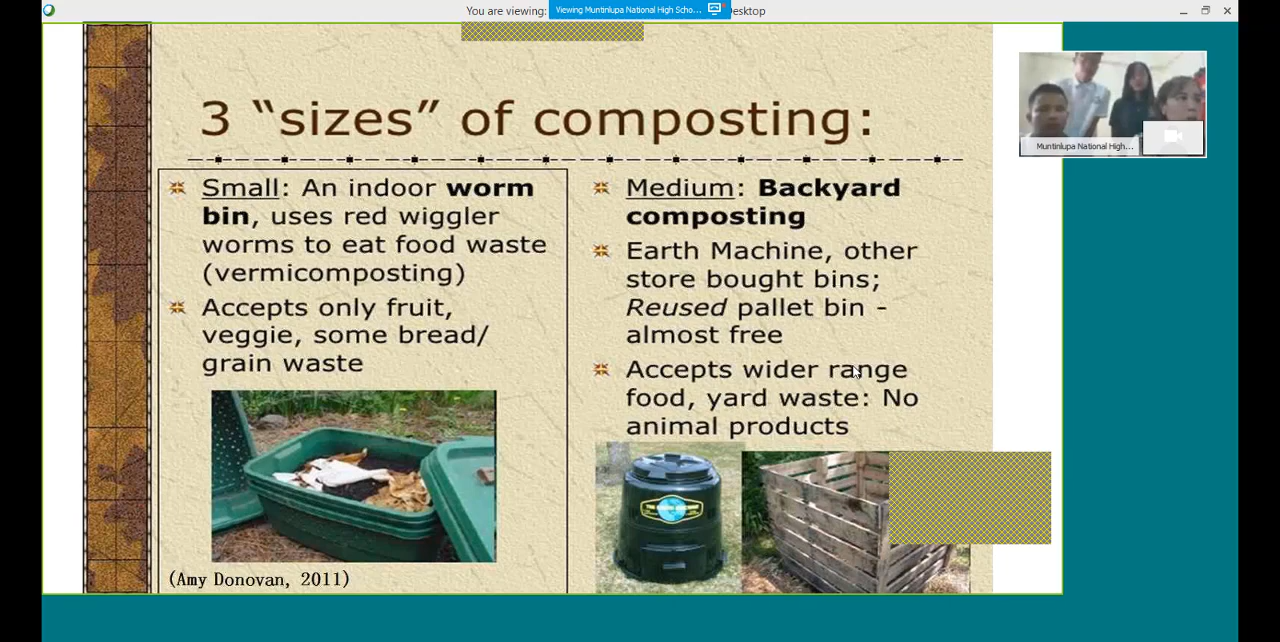 You are viewing:
Viewing Muntinlupa National High Scho...
Desktop
3 “sizes” of composting:
Small: An indoor worm
bin, uses red wiggler
worms to eat food waste
(vermicomposting)
Accepts only fruit,
veggie, some bread/
grain waste
(Amy Donovan, 2011)
Medium: Backyard
composting
Earth Machine, other
store bought bins;
Reused pallet bin -
almost free
Accepts wider range
food, yard waste: No
animal products
Muntinlupa National High...